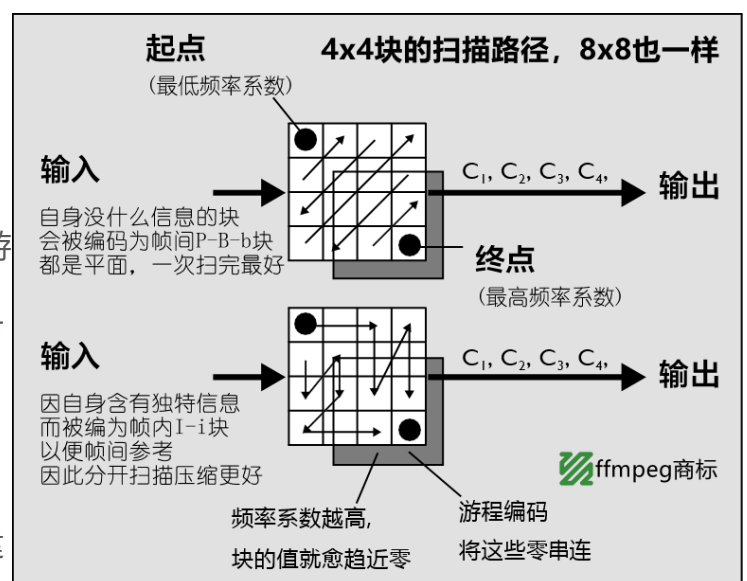 起点
4x4块的扫描路径，8x8也一样
(最低频率系数)
输入
C₁, C₂, C₃, C₄,
输出
自身没什么信息的块
会被编码为帧间P-B-b块
都是平面，一次扫完最好
终点
(最高频率系数)
输入
C₁, C₂, C₃, C₄,
输出
因自身含有独特信息
而被编为帧内I-i块
以便帧间参考
因此分开扫描压缩更好
ffmpeg商标
频率系数越高,
块的值就愈趋近零
游程编码
将这些零串连